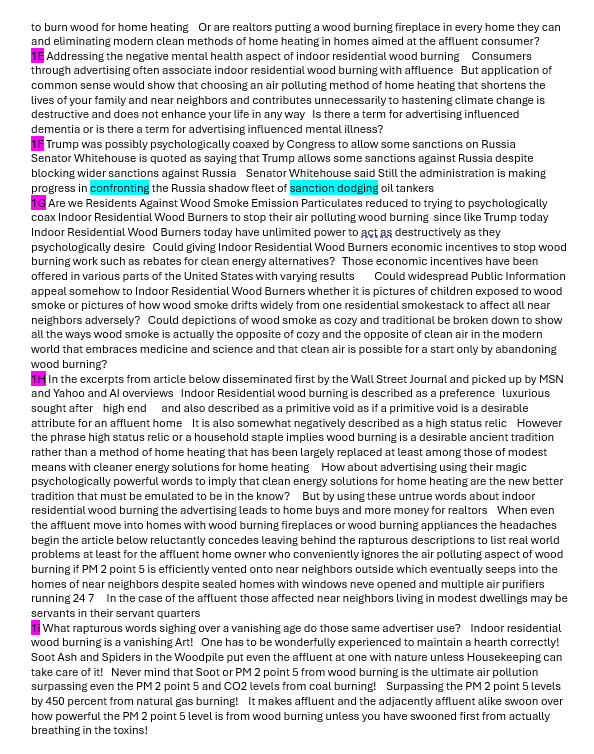 to burn wood for home heating   Or are realtors putting a wood burning fireplace in every home they can
and eliminating modern clean methods of home heating in homes aimed at the affluent consumer?
1E Addressing the negative mental health aspect of indoor residential wood burning    Consumers
through advertising often associate indoor residential wood burning with affluence  But application of
common sense would show that choosing an air polluting method of home heating that shortens the
lives of your family and near neighbors and contributes unnecessarily to hastening climate change is
destructive and does not enhance your life in any way  Is there a term for advertising influenced
dementia or is there a term for advertising influenced mental illness?
1F Trump was possibly psychologically coaxed by Congress to allow some sanctions on Russia
Senator Whitehouse is quoted as saying that Trump allows some sanctions against Russia despite
blocking wider sanctions against Russia   Senator Whitehouse said Still the administration is making
progress in confronting the Russia shadow fleet of sanction dodging oil tankers
1G Are we Residents Against Wood Smoke Emission Particulates reduced to trying to psychologically
coax Indoor Residential Wood Burners to stop their air polluting wood burning  since like Trump today
Indoor Residential Wood Burners today have unlimited power to act as destructively as they
psychologically desire  Could giving Indoor Residential Wood Burners economic incentives to stop wood
burning work such as rebates for clean energy alternatives?  Those economic incentives have been
offered in various parts of the United States with varying results      Could widespread Public Information
appeal somehow to Indoor Residential Wood Burners whether it is pictures of children exposed to wood
smoke or pictures of how wood smoke drifts widely from one residential smokestack to affect all near
neighbors adversely?  Could depictions of wood smoke as cozy and traditional be broken down to show
all the ways wood smoke is actually the opposite of cozy and the opposite of clean air in the modern
world that embraces medicine and science and that clean air is possible for a start only by abandoning
wood burning?
1H In the excerpts from article below disseminated first by the Wall Street Journal and picked up by MSN
and Yahoo and AI overviews  Indoor Residential wood burning is described as a preference  luxurious
sought after   high end    and also described as a primitive void as if a primitive void is a desirable
attribute for an affluent home   It is also somewhat negatively described as a high status relic   However
the phrase high status relic or a household staple implies wood burning is a desirable ancient tradition
rather than a method of home heating that has been largely replaced at least among those of modest
means with cleaner energy solutions for home heating    How about advertising using their magic
psychologically powerful words to imply that clean energy solutions for home heating are the new better
tradition that must be emulated to be in the know?    But by using these untrue words about indoor
residential wood burning the advertising leads to home buys and more money for realtors   When even
the affluent move into homes with wood burning fireplaces or wood burning appliances the headaches
begin the article below reluctantly concedes leaving behind the rapturous descriptions to list real world
problems at least for the affluent home owner who conveniently ignores the air polluting aspect of wood
burning if PM 2 point 5 is efficiently vented onto near neighbors outside which eventually seeps into the
homes of near neighbors despite sealed homes with windows neve opened and multiple air purifiers
running 24 7    In the case of the affluent those affected near neighbors living in modest dwellings may be
servants in their servant quarters
1i What rapturous words sighing over a vanishing age do those same advertiser use?   Indoor residential
wood burning is a vanishing Art!   One has to be wonderfully experienced to maintain a hearth correctly!
Soot Ash and Spiders in the Woodpile put even the affluent at one with nature unless Housekeeping can
take care of it!   Never mind that Soot or PM 2 point 5 from wood burning is the ultimate air pollution
surpassing even the PM 2 point 5 and CO2 levels from coal burning!   Surpassing the PM 2 point 5 levels
by 450 percent from natural gas burning!   It makes affluent and the adjacently affluent alike swoon over
how powerful the PM 2 point 5 level is from wood burning unless you have swooned first from actually
breathing in the toxins!